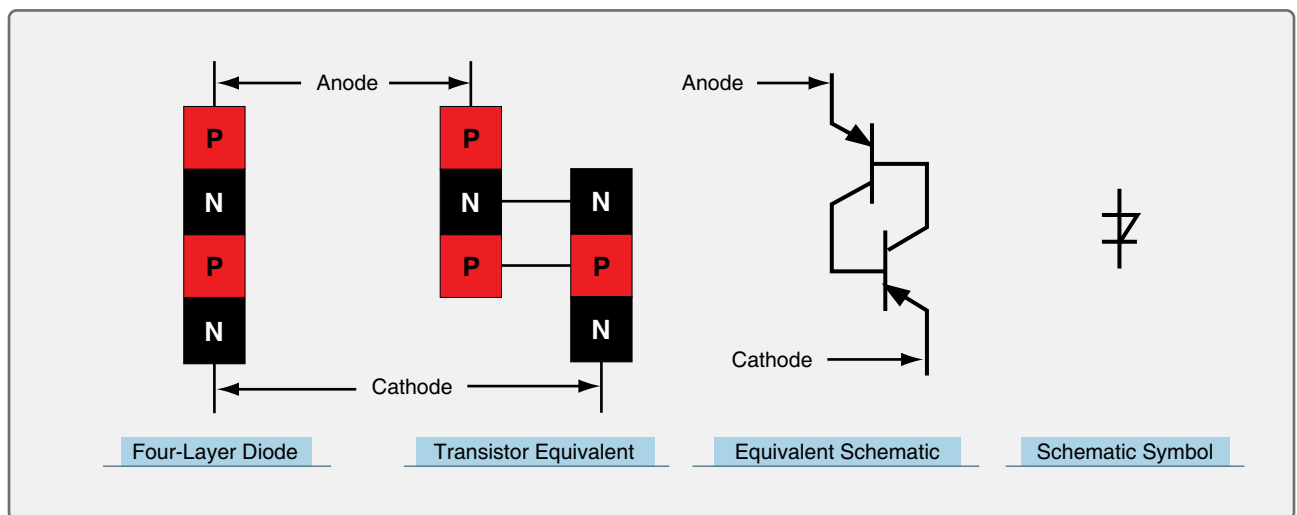 Anode
Anode
P
P
N
N
N
P
P
P
N
N
Cathode
Cathode
Four-Layer Diode
Transistor Equivalent
Equivalent Schematic
Schematic Symbol